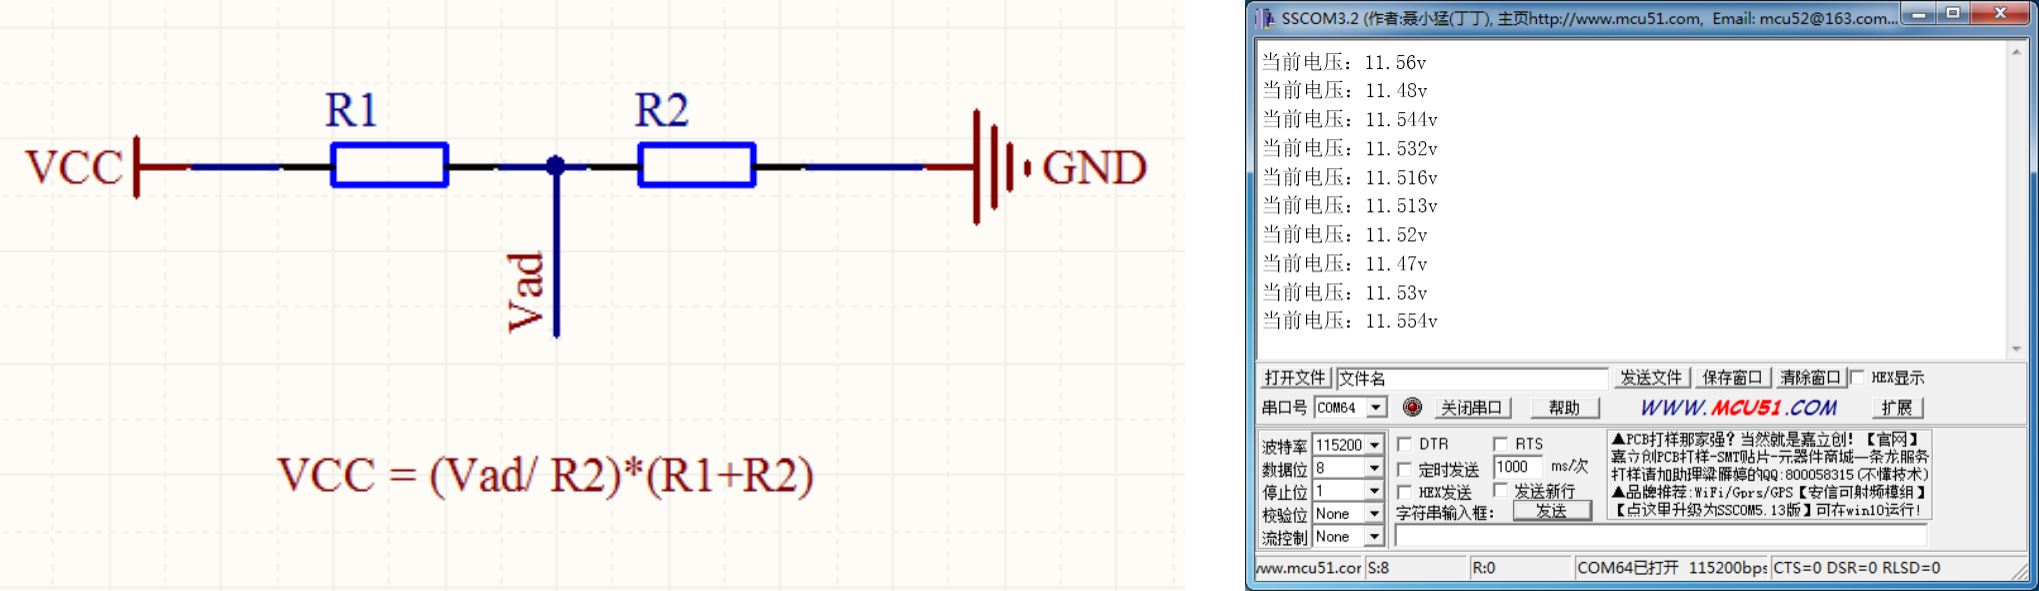 R1
R2
VCC
GND
Vad
VCC = (Vad/ R2)*(R1+R2)
SSCOM3.2 (作者:聂小猛(丁丁), 主页http://www.mcu51.com, Email: mcu52@163.com...
当前电压: 11.56v
当前电压: 11.48v
当前电压: 11.544v
当前电压: 11.532v
当前电压: 11.516v
当前电压: 11.513v
当前电压: 11.52v
当前电压: 11.47v
当前电压: 11.53v
当前电压: 11.554v
打开文件 文件名 发送文件 保存窗口 清除窗口 HEX显示
串口号 COM64 关闭串口 帮助 WWW.MCU51.COM 扩展
波特率 115200 DTR RTS
数据位 8 定时发送 1000 ms/次
停止位 1 HEX发送 发送新行
校验位 None 字符串输入框: 发送
流控制 None
▲PCB打样那家强? 当然就是嘉立创! 【官网】
嘉立创PCB打样-SMT贴片-元器件商城一条龙服务
打样请加助理梁雁婷的QQ:800058315(不懂技术)
▲品牌推荐:WiFi/Gprs/GPS【安信可射频模组】
【点这里升级为SSCOM5.13版】可在win10运行!
www.mcu51.cor S:8 R:0 COM64已打开 115200bps CTS=0 DSR=0 RLSD=0